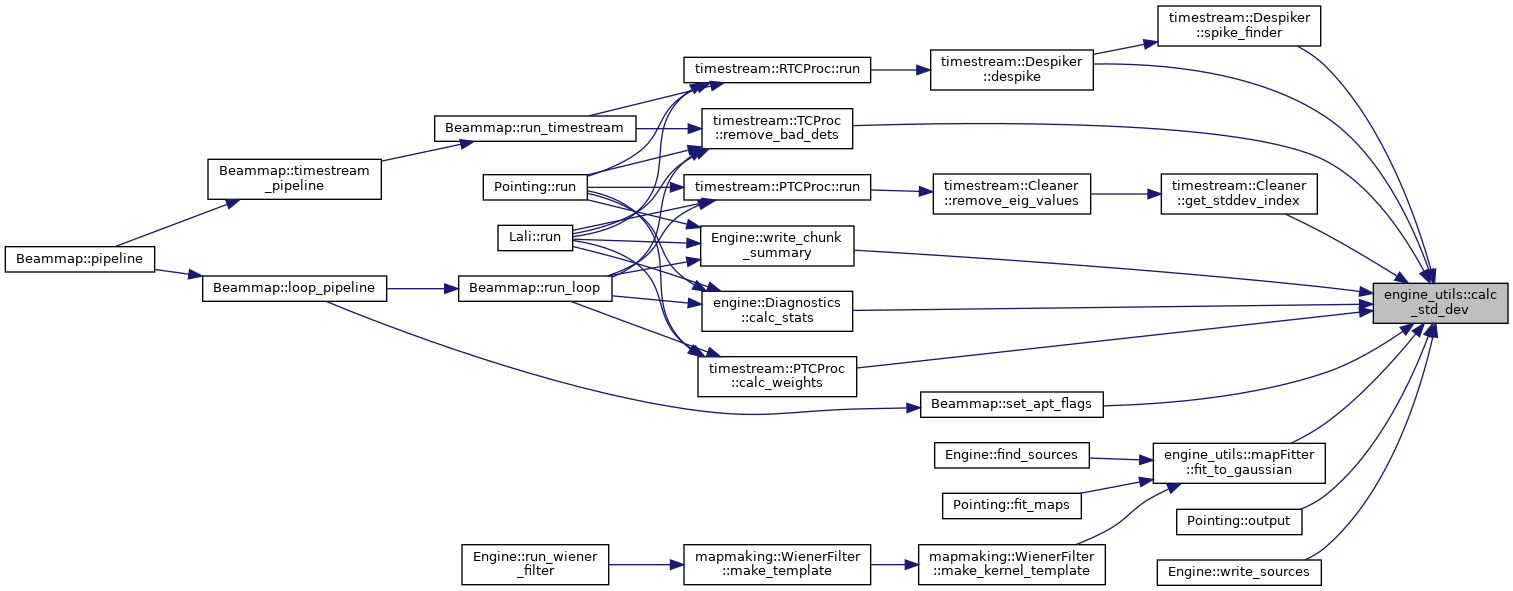 timestream::Despiker
::spike_finder
timestream::RTCProc::run
timestream::Despiker
::despike
Beammap::run_timestream
timestream::TCProc
::remove_bad_dets
Beammap::timestream
_pipeline
Pointing::run
timestream::PTCProc::run
timestream::Cleaner
::remove_eig_values
timestream::Cleaner
::get_stddev_index
Lali::run
Engine::write_chunk
_summary
Beammap::pipeline
Beammap::loop_pipeline
Beammap::run_loop
engine::Diagnostics
::calc_stats
engine_utils::calc
_std_dev
timestream::PTCProc
::calc_weights
Beammap::set_apt_flags
Engine::find_sources
engine_utils::mapFitter
::fit_to_gaussian
Pointing::fit_maps
Pointing::output
Engine::run_wiener
_filter
mapmaking::WienerFilter
::make_template
mapmaking::WienerFilter
::make_kernel_template
Engine::write_sources